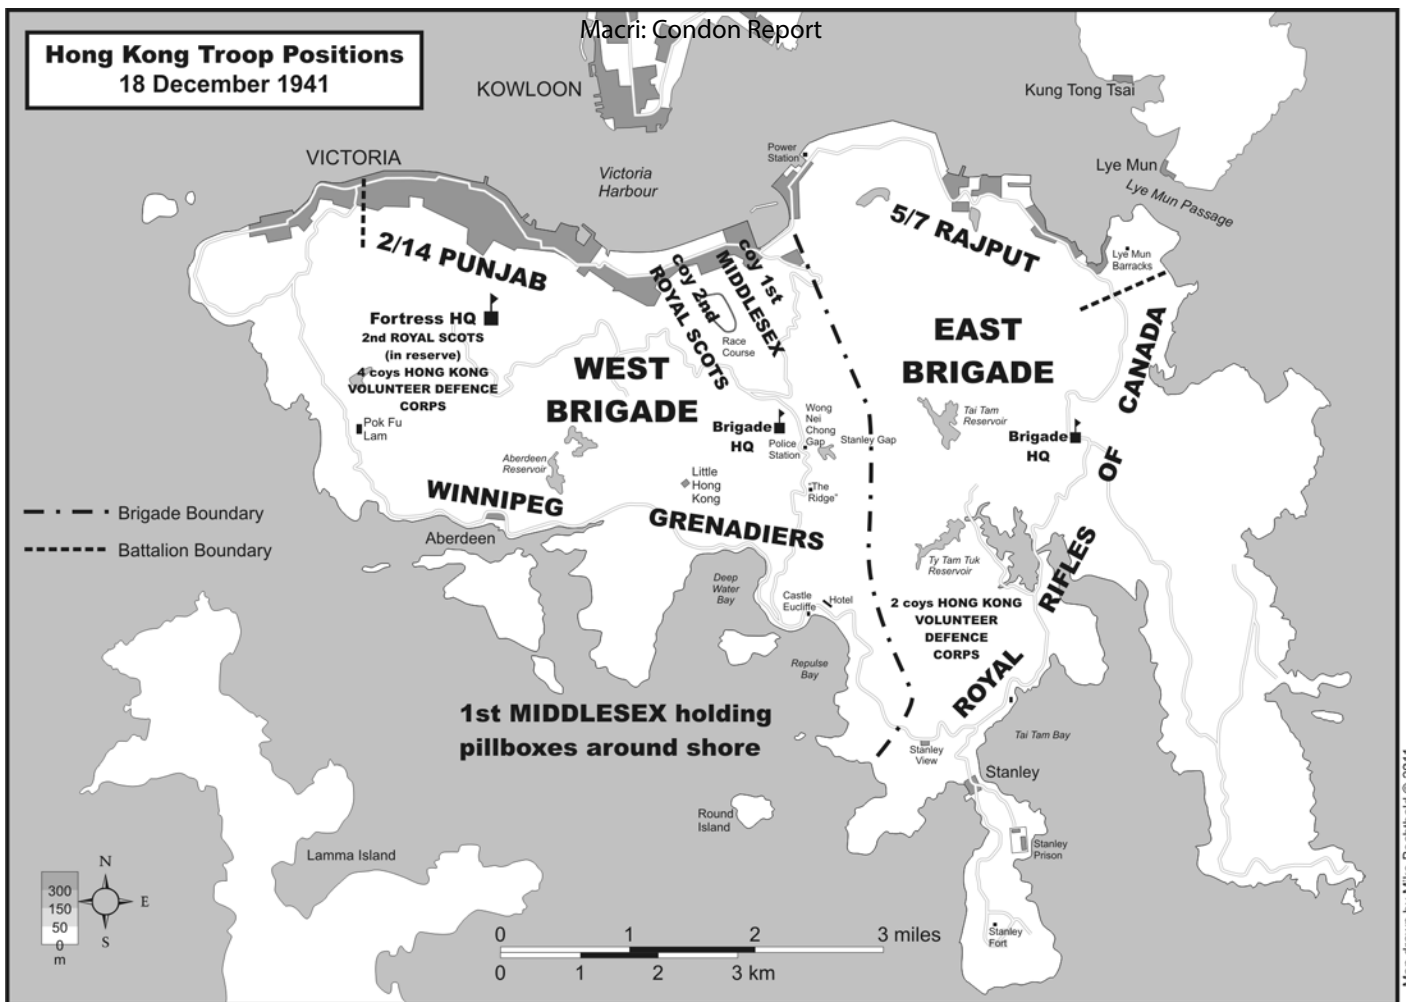 Macri: Condon Report
Hong Kong Troop Positions
18 December 1941
KOWLOON
Kung Tong Tsai
VICTORIA
Victoria
Harbour
Power
Station
Lye Mun
Lye Mun Passage
5/7 RAJPUT
Lye Mun
Barracks
2/14 PUNJAB
coy 1st
MIDDLESEX
coy 2nd
ROYAL SCOTS
Race
Course
Fortress HQ
2nd ROYAL SCOTS
(in reserve)
4 coys HONG KONG
VOLUNTEER DEFENCE
CORPS
Pok Fu
Lam
WEST
BRIGADE
EAST
BRIGADE
Brigade
HQ
Wong
Nei
Chong
Gap
Police
Station
Stanley Gap
Tai Tam
Reservoir
Brigade
HQ
ROYAL RIFLES OF CANADA
Aberdeen
Reservoir
Little
Hong
Kong
"The
Ridge"
WINNIPEG GRENADIERS
Aberdeen
Brigade Boundary
Battalion Boundary
Deep
Water
Bay
Castle
Eucliffe
Hotel
Ty Tam Tuk
Reservoir
2 coys HONG KONG
VOLUNTEER
DEFENCE
CORPS
Repulse
Bay
1st MIDDLESEX holding
pillboxes around shore
Stanley
View
Tai Tam Bay
Stanley
Round
Island
Stanley
Prison
Lamma Island
Stanley
Fort
N
E
S
300
150
50
0
m
0 1 2 3 miles
0 1 2 3 km